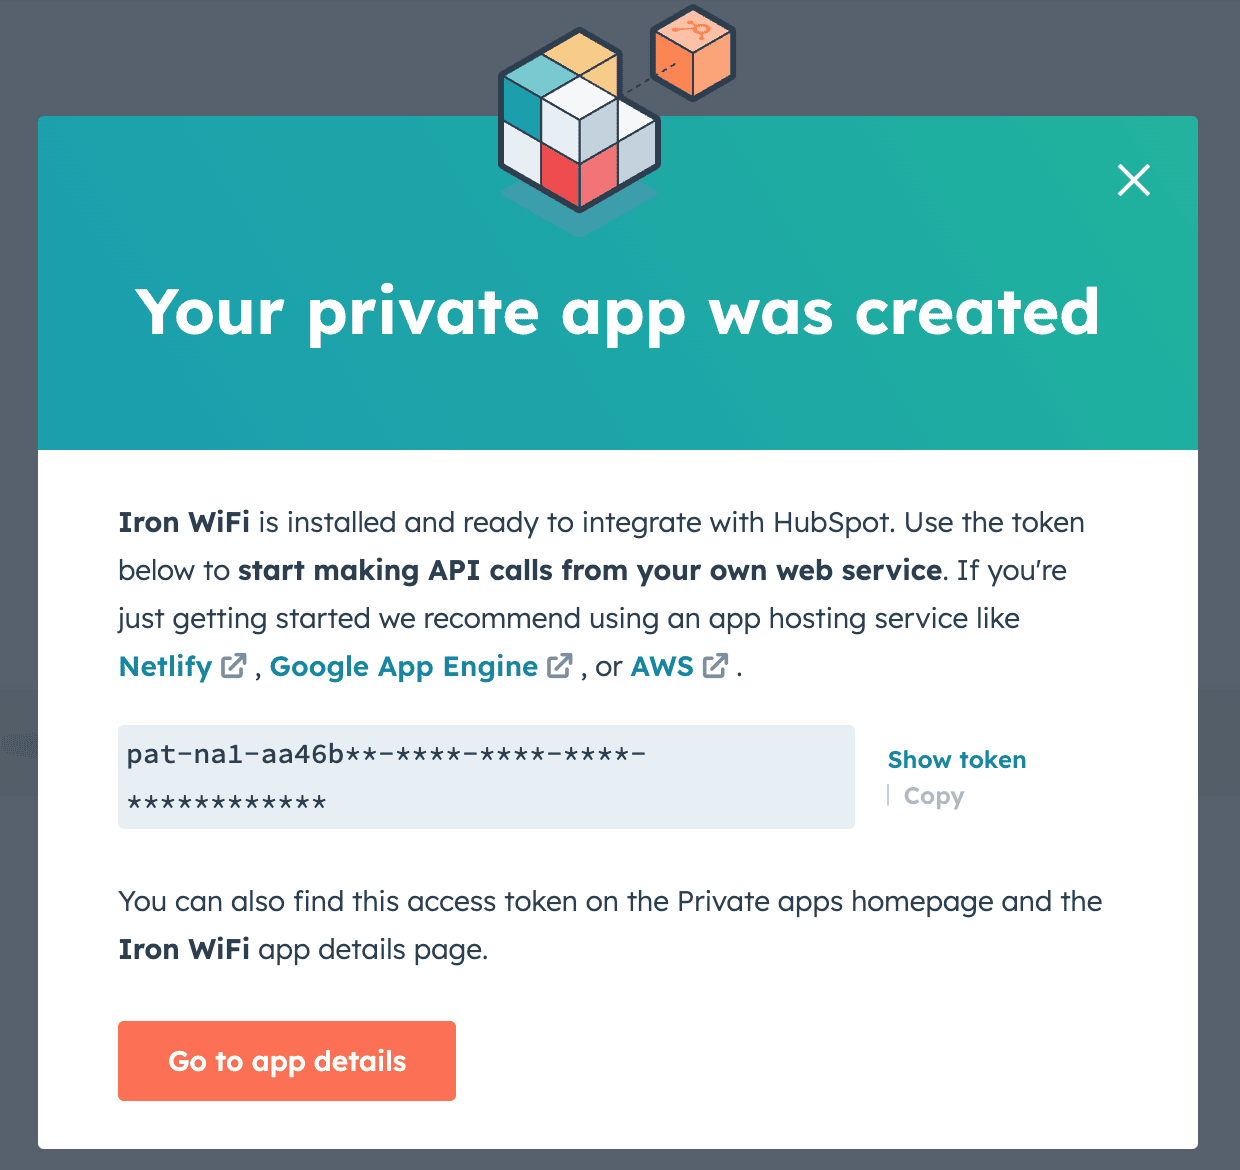 Your private app was created
Iron WiFi is installed and ready to integrate with HubSpot. Use the token
below to start making API calls from your own web service. If you're
just getting started we recommend using an app hosting service like
Netlify , Google App Engine , or AWS .
pat-na1-aa46b**-****-****-****-
************
Show token
Copy
You can also find this access token on the Private apps homepage and the
Iron WiFi app details page.
Go to app details